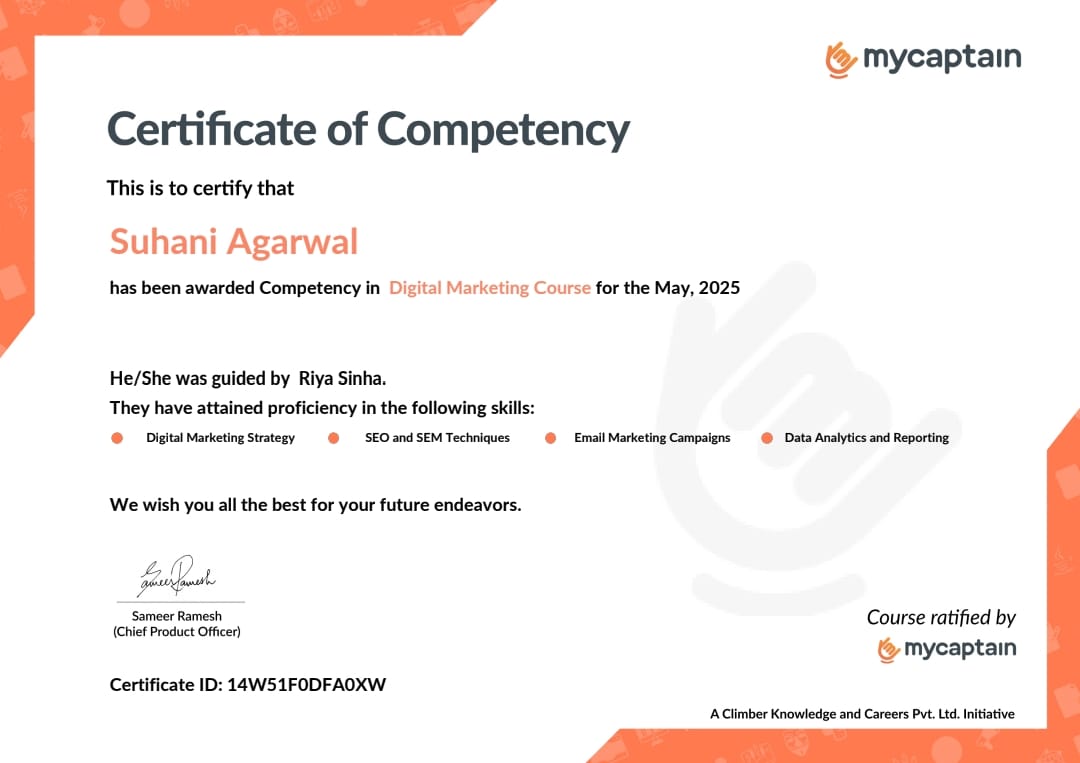 mycaptain
Certificate of Competency
This is to certify that
Suhani Agarwal
has been awarded Competency in Digital Marketing Course for the May, 2025
He/She was guided by Riya Sinha.
They have attained proficiency in the following skills:
Digital Marketing Strategy SEO and SEM Techniques Email Marketing Campaigns Data Analytics and Reporting
We wish you all the best for your future endeavors.
Sameer Ramesh
Sameer Ramesh
(Chief Product Officer)
Course ratified by
mycaptain
Certificate ID: 14W51F0DFA0XW
A Climber Knowledge and Careers Pvt. Ltd. Initiative